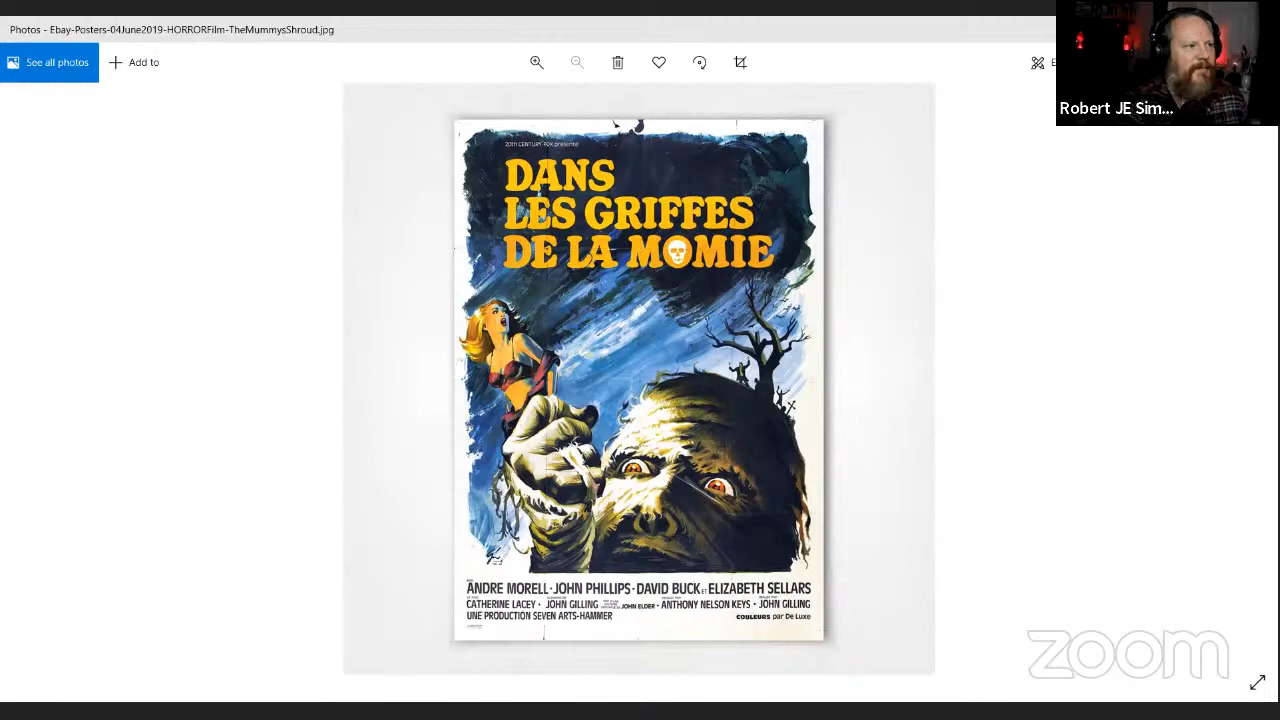 Photos - Ebay-Posters-04June2019-HORRORFilm-TheMummysShroud.jpg
See all photos
Add to
Robert JE Sim...
20th CENTURY FOX présente
DANS
LES GRIFFES
DE LA MOMIE
ANDRE MORELL · JOHN PHILLIPS · DAVID BUCK ET ELIZABETH SELLARS
CATHERINE LACEY · JOHN GILLING JOHN ELDER · ANTHONY NELSON KEYS · JOHN GILLING
UNE PRODUCTION SEVEN ARTS-HAMMER
COULEURS par De Luxe
zoom